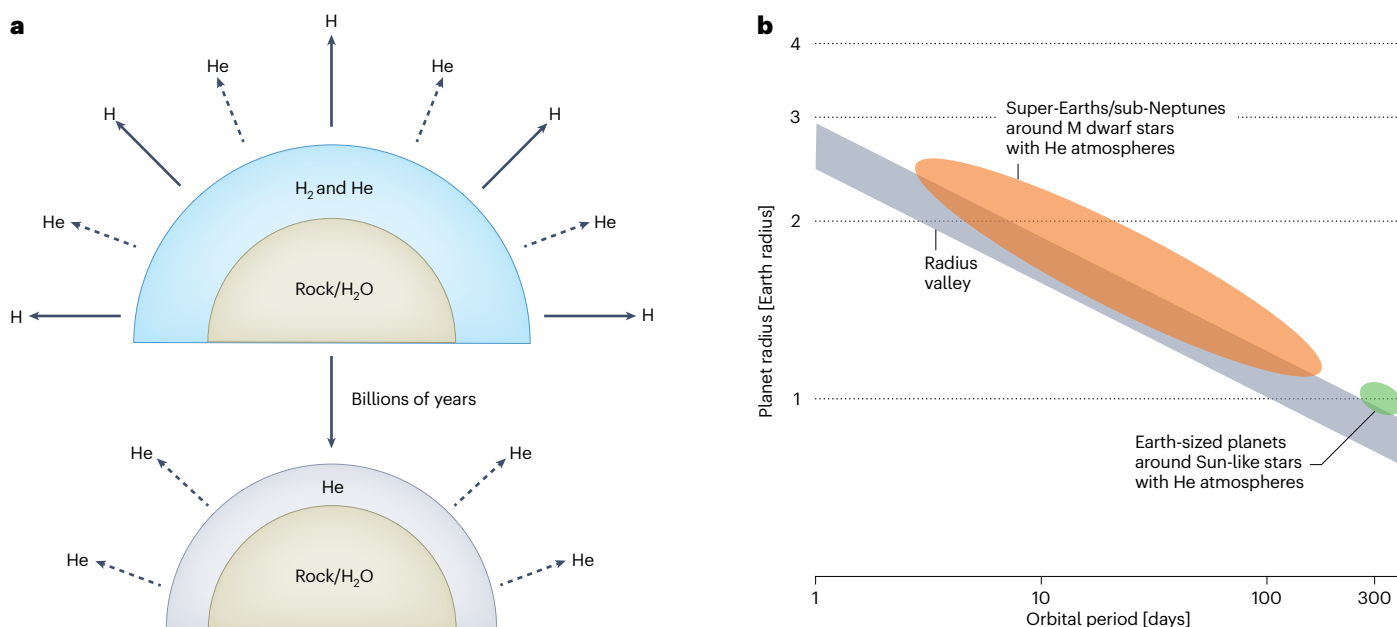 a
H
He
He
H
H
H₂ and He
He
He
Rock/H₂O
H
H
Billions of years
He
He
He
He
He
Rock/H₂O
b
4
Super-Earths/sub-Neptunes
around M dwarf stars
with He atmospheres
3
2
Radius
valley
Planet radius [Earth radius]
1
Earth-sized planets
around Sun-like stars
with He atmospheres
1
10
100
300
Orbital period [days]